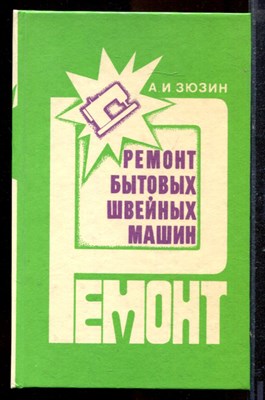 А И ЗЮЗИН
РЕМОНТ
БЫТОВЫХ
ШВЕЙНЫХ
МАШИН
РЕМОНТ